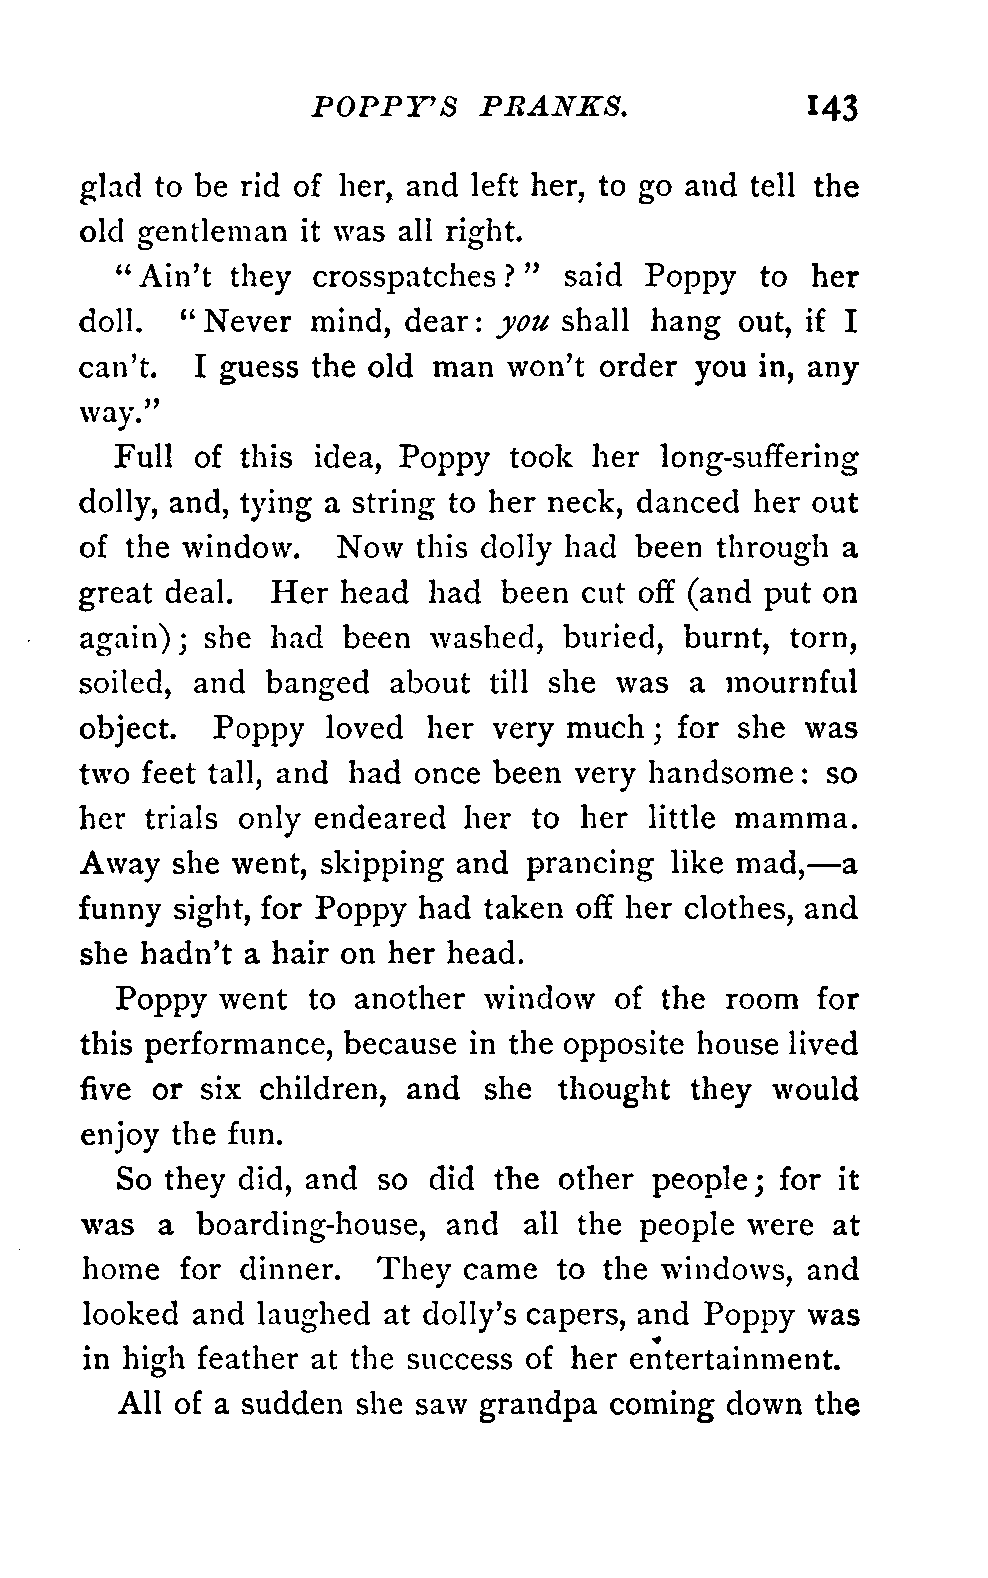 POPPY'S PRANKS. 143
glad to be rid of her, and left her, to go and tell the
old gentleman it was all right.
“Ain't they crosspatches?” said Poppy to her
doll. “Never mind, dear: you shall hang out, if I
can't. I guess the old man won't order you in, any
way.”
Full of this idea, Poppy took her long-suffering
dolly, and, tying a string to her neck, danced her out
of the window. Now this dolly had been through a
great deal. Her head had been cut off (and put on
again); she had been washed, buried, burnt, torn,
soiled, and banged about till she was a mournful
object. Poppy loved her very much; for she was
two feet tall, and had once been very handsome: so
her trials only endeared her to her little mamma.
Away she went, skipping and prancing like mad,—a
funny sight, for Poppy had taken off her clothes, and
she hadn't a hair on her head.
Poppy went to another window of the room for
this performance, because in the opposite house lived
five or six children, and she thought they would
enjoy the fun.
So they did, and so did the other people; for it
was a boarding-house, and all the people were at
home for dinner. They came to the windows, and
looked and laughed at dolly's capers, and Poppy was
in high feather at the success of her entertainment.
All of a sudden she saw grandpa coming down the